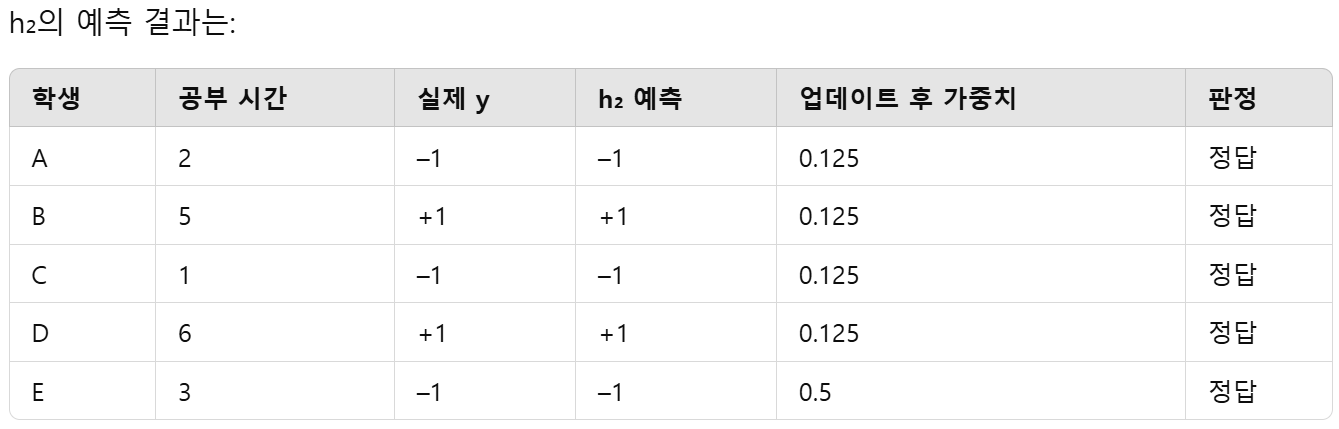 h₂의 예측 결과는:
학생 공부 시간 실제 y h₂ 예측 업데이트 후 가중치 판정
A 2 –1 –1 0.125 정답
B 5 +1 +1 0.125 정답
C 1 –1 –1 0.125 정답
D 6 +1 +1 0.125 정답
E 3 –1 –1 0.5 정답